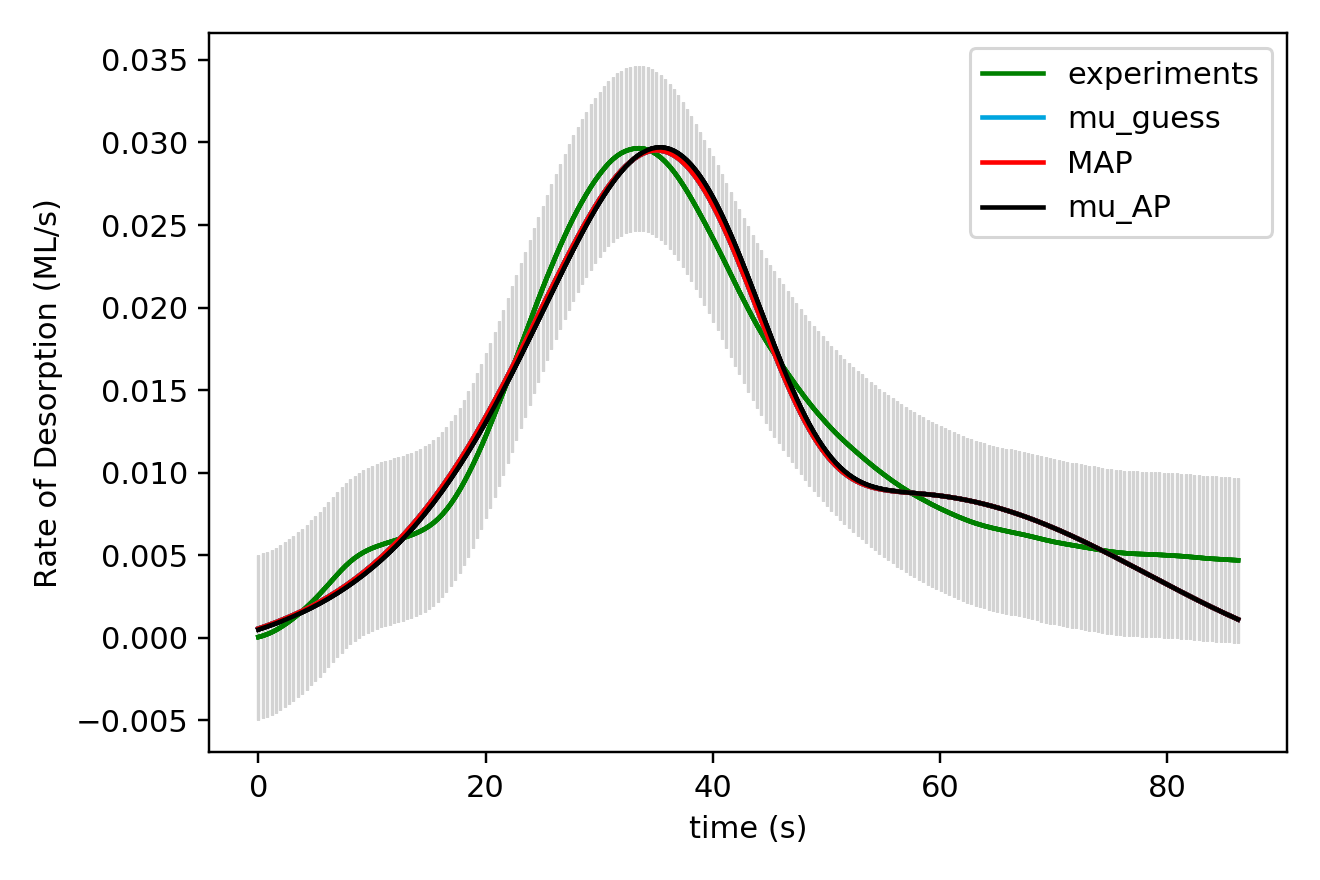 0.035
0.030
0.025
0.020
0.015
0.010
0.005
0.000
−0.005
Rate of Desorption (ML/s)
experiments
mu_guess
MAP
mu_AP
0 20 40 60 80
time (s)